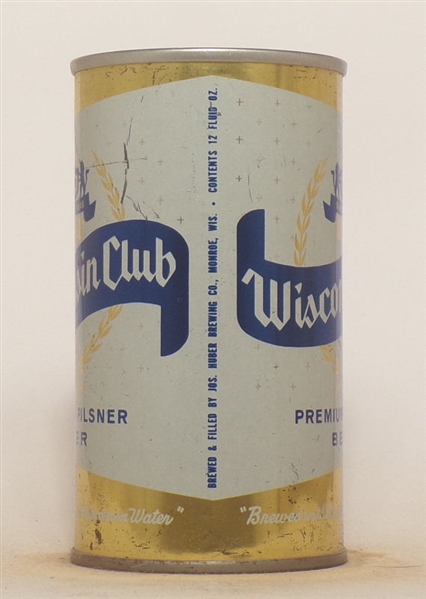 sin Club
PILSNER
ER
Water"
BREWED & FILLED BY JOS. HUBER BREWING CO., MONROE, WIS. • CONTENTS 12 FLUID OZ.
Wisco
PREMIU
BE
"Brewe